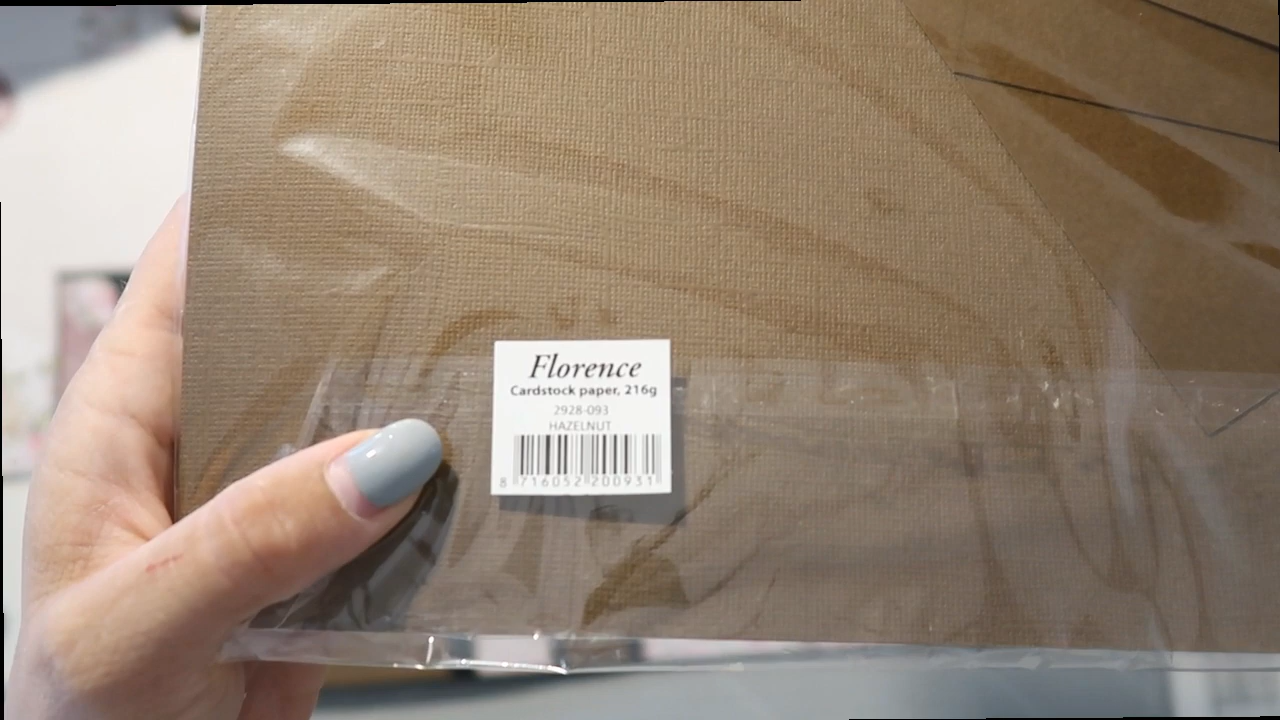 Florence
Cardstock paper, 216g
2928-093
HAZELNUT
8 716052 200931